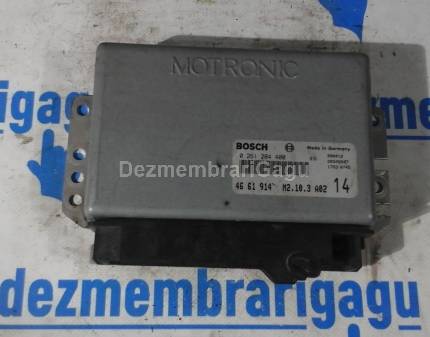 MOTRONIC
BOSCH Made in Germany
0 261 204 480
DezmembrariGagu
46 61 914 M2.10.3 A02 14
dezmembrarigagu
dezmembrarigagu